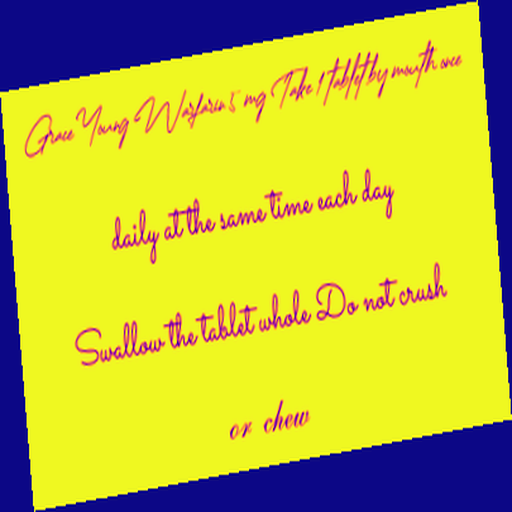 Grace Young Warfarin 5 mg Take 1 tablet by mouth once
daily at the same time each day
Swallow the tablet whole Do not crush
or chew